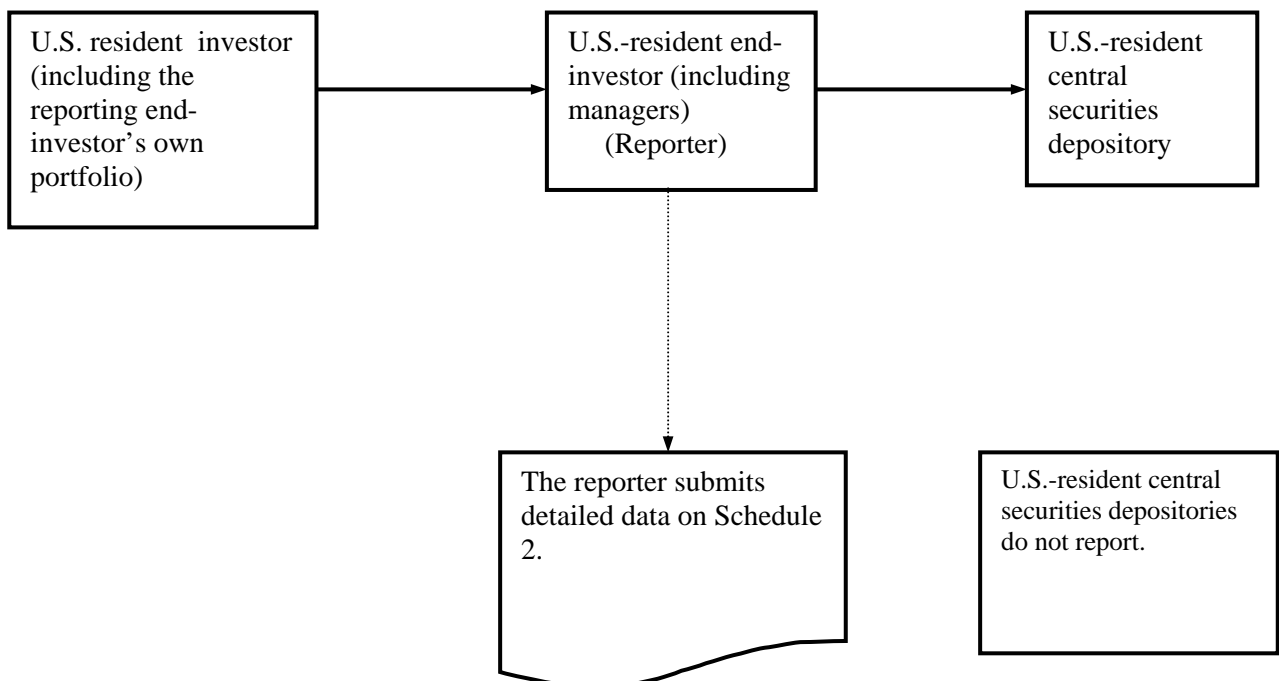 U.S. resident  investor
(including the
reporting end-
investor’s own
portfolio)
U.S.-resident end-
investor (including
managers)
(Reporter)
U.S.-resident
central
securities
depository
The reporter submits
detailed data on Schedule
2.
U.S.-resident central
securities depositories
do not report.